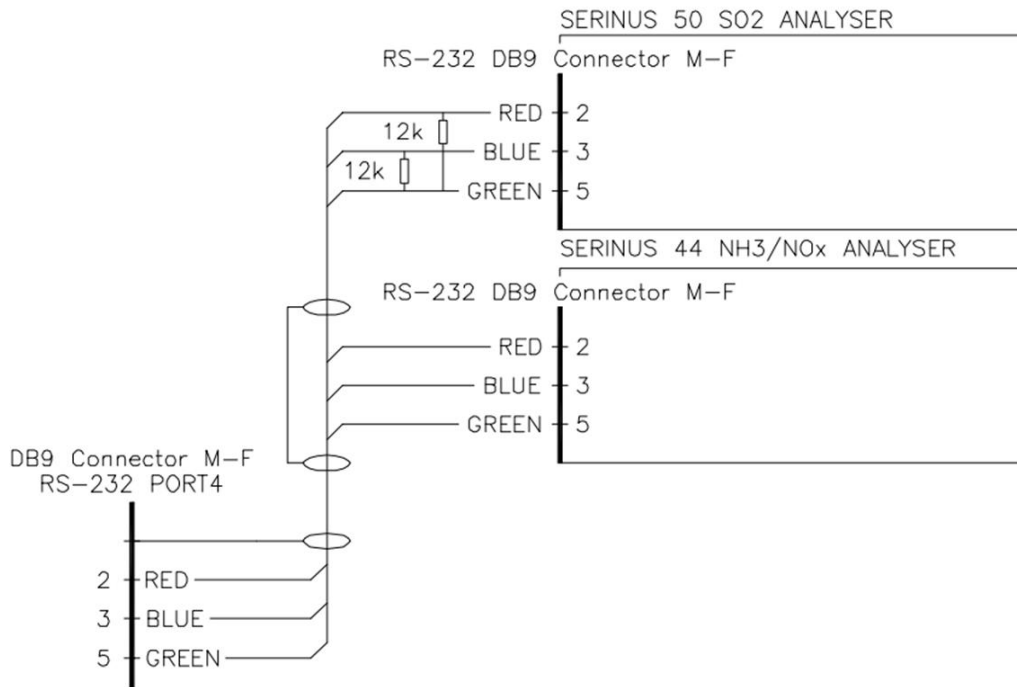 SERINUS 50 SO2 ANALYSER
RS-232 DB9 Connector M-F
RED 2
12k
BLUE 3
12k
GREEN 5
SERINUS 44 NH3/NOx ANALYSER
RS-232 DB9 Connector M-F
RED 2
BLUE 3
GREEN 5
DB9 Connector M-F
RS-232 PORT4
2 RED
3 BLUE
5 GREEN